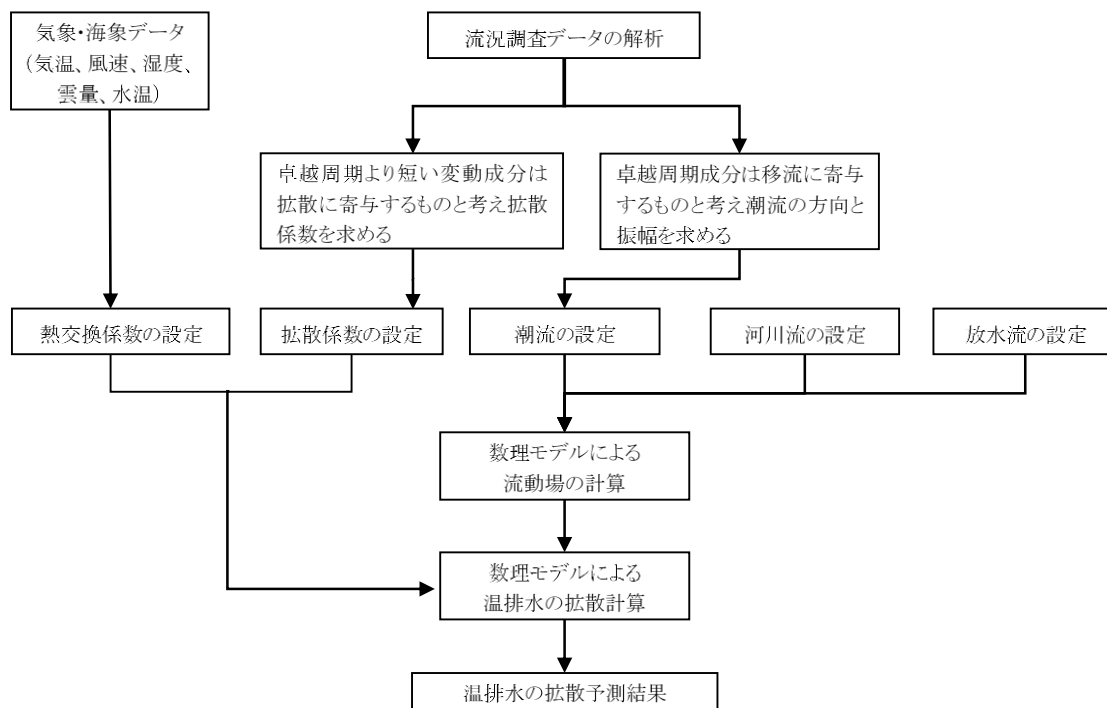 気象・海象データ
(気温、風速、湿度、
雲量、水温)
流況調査データの解析
卓越周期より短い変動成分は
拡散に寄与するものと考え拡散
係数を求める
卓越周期成分は移流に寄与
するものと考え潮流の方向と
振幅を求める
熱交換係数の設定
拡散係数の設定
潮流の設定
河川流の設定
放水流の設定
数理モデルによる
流動場の計算
数理モデルによる
温排水の拡散計算
温排水の拡散予測結果